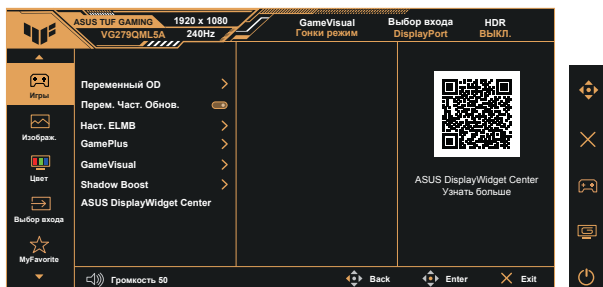 ASUS TUF GAMING 1920 x 1080
VG279QML5A 240Hz
GameVisual
Гонки режим
Выбор входа
DisplayPort
HDR
ВЫКЛ.
Игры
Изображ.
Цвет
Выбор входа
MyFavorite
Переменный OD
Перем. Част. Обнов.
Наст. ELMB
GamePlus
GameVisual
Shadow Boost
ASUS DisplayWidget Center
ASUS DisplayWidget Center
Узнать больше
Громкость 50
Back
Enter
Exit